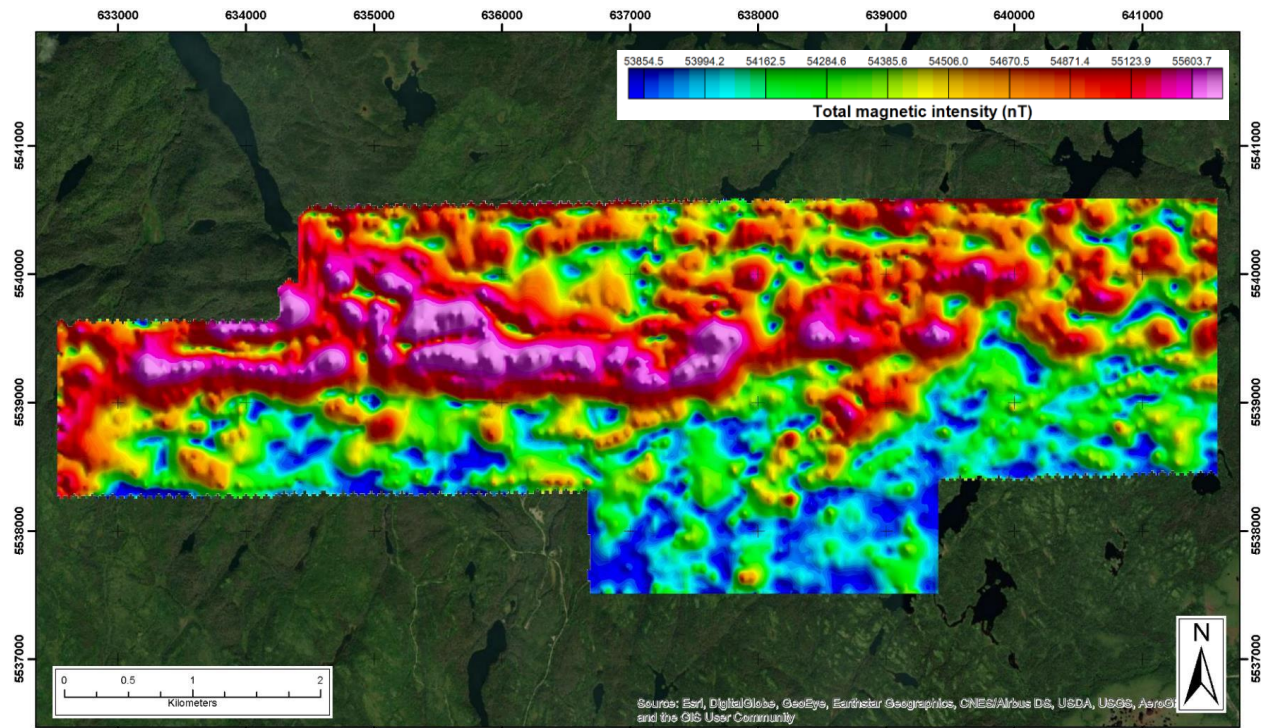 633000 634000 635000 636000 637000 638000 639000 640000 641000
53854.5 53994.2 54162.5 54284.6 54385.6 54506.0 54670.5 54871.4 55123.9 55603.7
Total magnetic intensity (nT)
5541000 5541000
5540000 5540000
5539000 5539000
5538000 5538000
5537000 5537000
N
0 0.5 1 2
Kilometers
Source: Esri, DigitalGlobe, GeoEye, Earthstar Geographics, CNES/Airbus DS, USDA, USGS,
and the GIS User Community